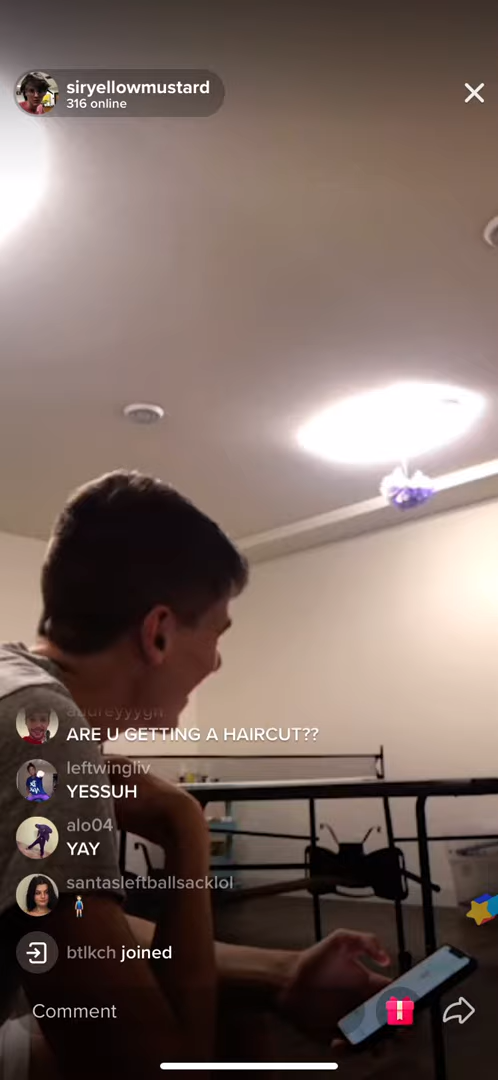 siryellowmustard
316 online
ARE U GETTING A HAIRCUT??
leftwingliv
YESSUH
alo04
YAY
santasleftballsacklol
btlkch joined
Comment